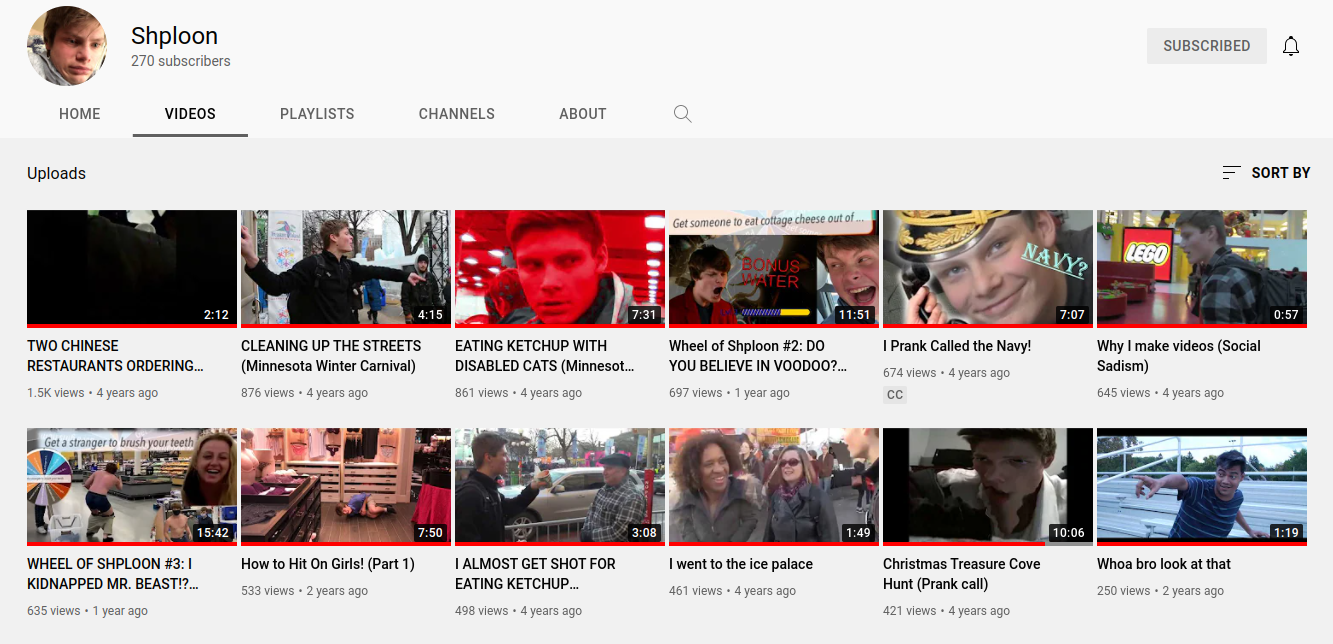 Shploon
270 subscribers
SUBSCRIBED
HOME
VIDEOS
PLAYLISTS
CHANNELS
ABOUT
Uploads
SORT BY
2:12
TWO CHINESE
RESTAURANTS ORDERING...
1.5K views • 4 years ago
4:15
CLEANING UP THE STREETS
(Minnesota Winter Carnival)
876 views • 4 years ago
7:31
EATING KETCHUP WITH
DISABLED CATS (Minnesot...
861 views • 4 years ago
Get someone to eat cottage cheese out of ...
BONUS
WATER
11:51
Wheel of Shploon #2: DO
YOU BELIEVE IN VOODOO?...
697 views • 1 year ago
NAVY?
7:07
I Prank Called the Navy!
674 views • 4 years ago
CC
LEGO
0:57
Why I make videos (Social
Sadism)
645 views • 4 years ago
Get a stranger to brush your teeth
15:42
WHEEL OF SHPLOON #3: I
KIDNAPPED MR. BEAST!?...
635 views • 1 year ago
7:50
How to Hit On Girls! (Part 1)
533 views • 2 years ago
3:08
I ALMOST GET SHOT FOR
EATING KETCHUP...
498 views • 4 years ago
1:49
I went to the ice palace
461 views • 4 years ago
10:06
Christmas Treasure Cove
Hunt (Prank call)
421 views • 4 years ago
1:19
Whoa bro look at that
250 views • 2 years ago